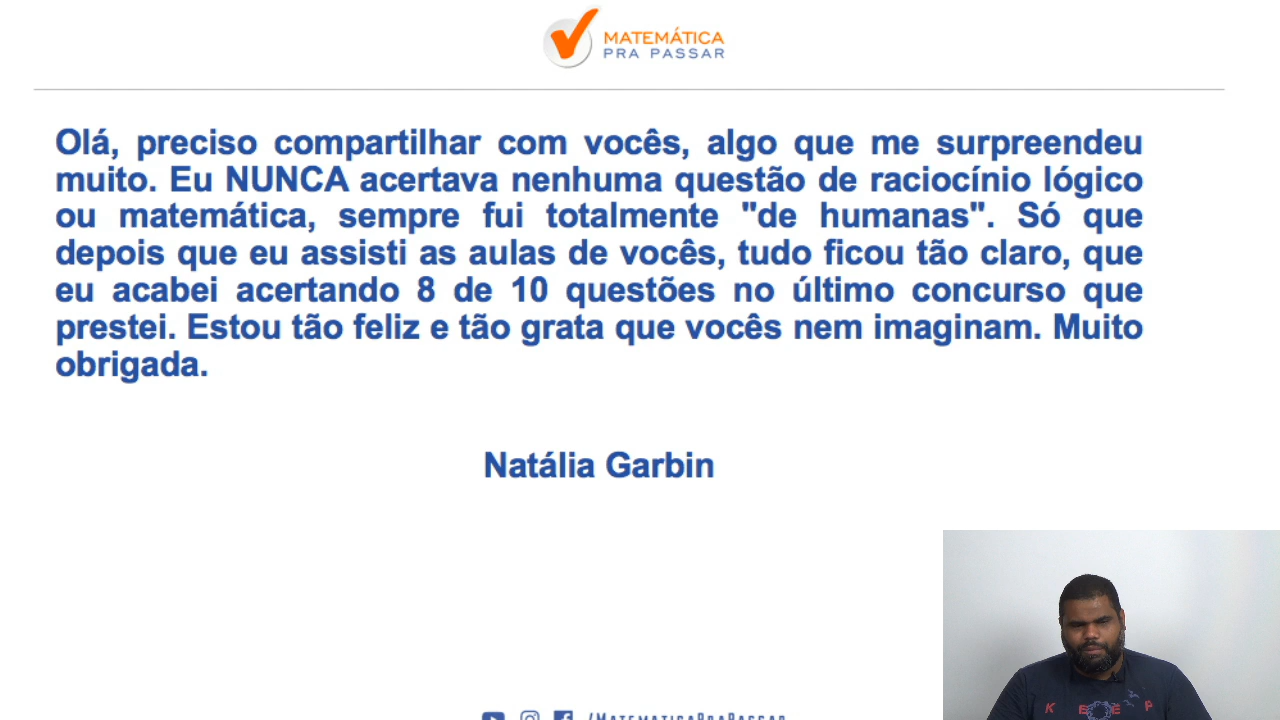 MATEMÁTICA
PRA PASSAR
Olá, preciso compartilhar com vocês, algo que me surpreendeu
muito. Eu NUNCA acertava nenhuma questão de raciocínio lógico
ou matemática, sempre fui totalmente "de humanas". Só que
depois que eu assisti as aulas de vocês, tudo ficou tão claro, que
eu acabei acertando 8 de 10 questões no último concurso que
prestei. Estou tão feliz e tão grata que vocês nem imaginam. Muito
obrigada.
Natália Garbin
KEEP
/MATEMATICAPRAPASSAR